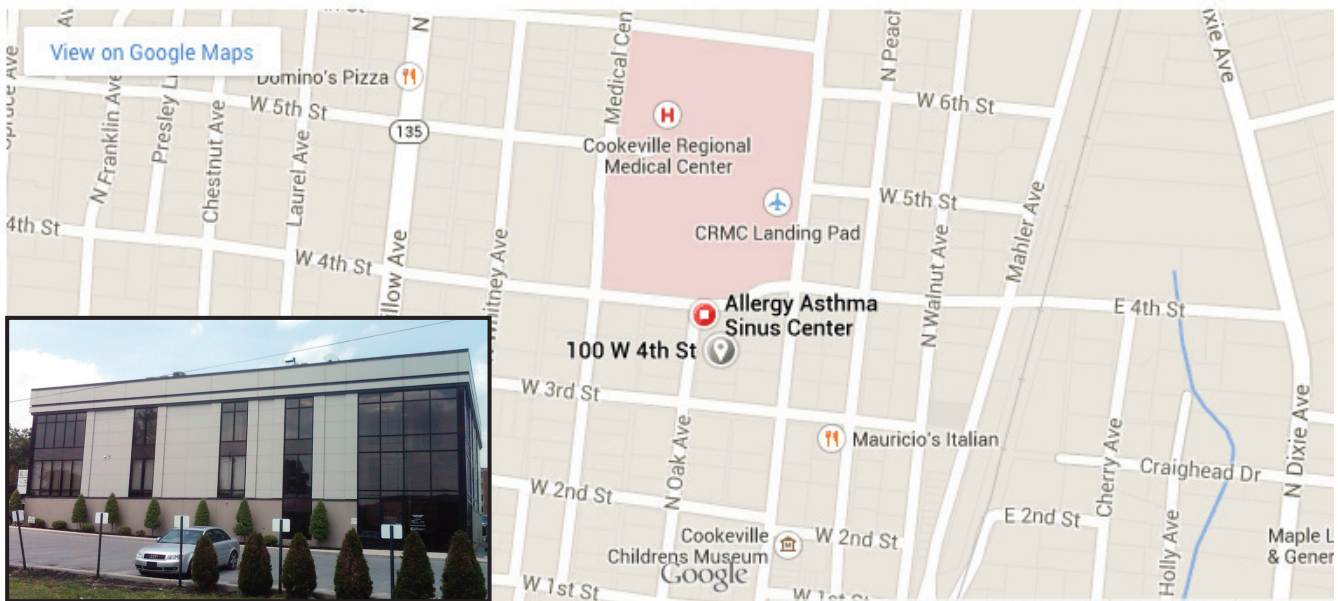 View on Google Maps
Domino's Pizza
N
Medical Cen
N Peach
Dixie Ave
W 6th St
W 5th St
135
H
Cookeville Regional
Medical Center
N Franklin Ave
Presley
Chestnut Ave
Laurel Ave
CRMC Landing Pad
W 5th St
4th St
W 4th St
N Walnut Ave
Mahler Ave
Allergy Asthma
Sinus Center
E 4th St
100 W 4th St
W 3rd St
Mauricio's Italian
N Oak Ave
Cherry Ave
Craighead Dr
N Dixie Ave
W 2nd St
E 2nd St
Cookeville
Childrens Museum
W 2nd St
Holly Ave
Maple L
& Gener
Google
W 1st St
W 1st St